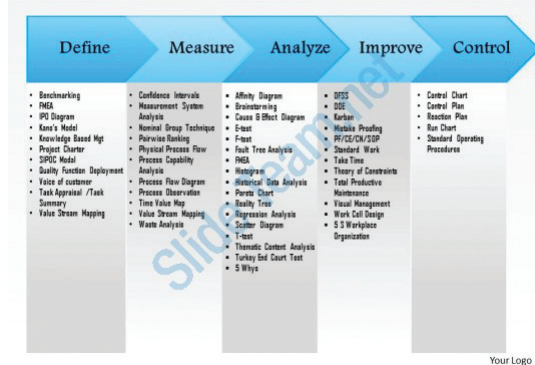 Define
Measure
Analyze
Improve
Control
Benchmarking
FMEA
IPO Diagram
Kano's Model
Knowledge Based Mgt
Project Charter
SIPOC Modal
Quality Function Deployment
Voice of customer
Task Appraisal /Task
Summary
Value Stream Mapping
Confidence Intervals
Measurement System
Analysis
Nominal Group Technique
Pairwise Ranking
Physical Process Flow
Process Capability
Analysis
Process Flow Diagram
Process Observation
Time Value Map
Value Stream Mapping
Waste Analysis
Affinity Diagram
Brainstorming
Cause & Effect Diagram
E-test
F-test
Fault Tree Analysis
FMEA
Histogram
Historical Data Analysis
Pareto Chart
Reality Tree
Regression Analysis
Scatter Diagram
T-test
Thematic Content Analysis
Turkey End Court Test
5 Whys
DFSS
DOE
Kanban
Mistake Proofing
PF/CE/CN/SOP
Standard Work
Take Time
Theory of Constraints
Total Productive
Maintenance
Visual Management
Work Cell Design
5 S Workplace
Organization
Control Chart
Control Plan
Reaction Plan
Run Chart
Standard Operating
Procedures
SlideTeam.net
Your Logo